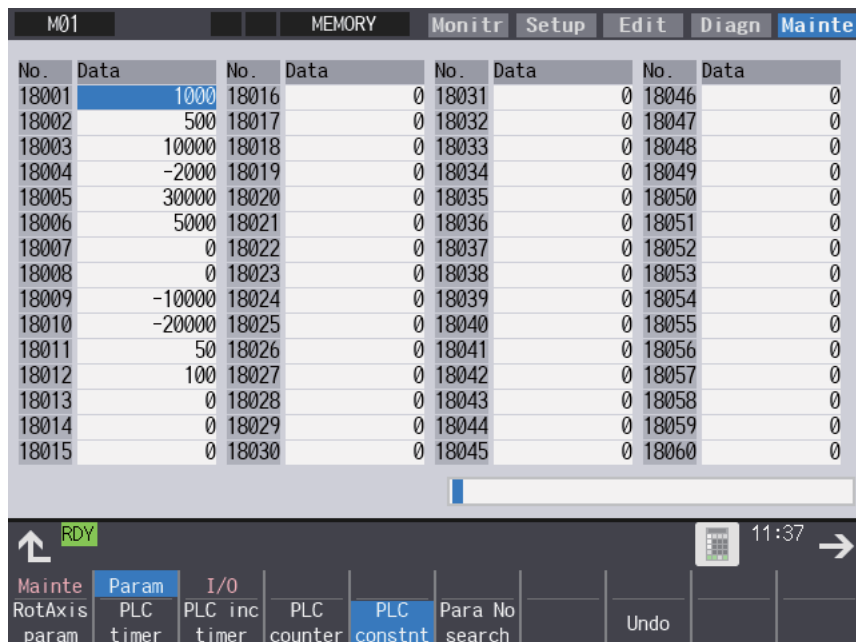 MØ1 MEMORY Monitr Setup Edit Diagn Mainte
No. Data No. Data No. Data No. Data
18001 1000 18016 0 18031 0 18046 0
18002 500 18017 0 18032 0 18047 0
18003 10000 18018 0 18033 0 18048 0
18004 -2000 18019 0 18034 0 18049 0
18005 30000 18020 0 18035 0 18050 0
18006 5000 18021 0 18036 0 18051 0
18007 0 18022 0 18037 0 18052 0
18008 0 18023 0 18038 0 18053 0
18009 -10000 18024 0 18039 0 18054 0
18010 -20000 18025 0 18040 0 18055 0
18011 50 18026 0 18041 0 18056 0
18012 100 18027 0 18042 0 18057 0
18013 0 18028 0 18043 0 18058 0
18014 0 18029 0 18044 0 18059 0
18015 0 18030 0 18045 0 18060 0
RDY 11:37
Mainte Param I/O
RotAxis PLC PLC inc PLC PLC Para No Undo
param timer timer counter constnt search